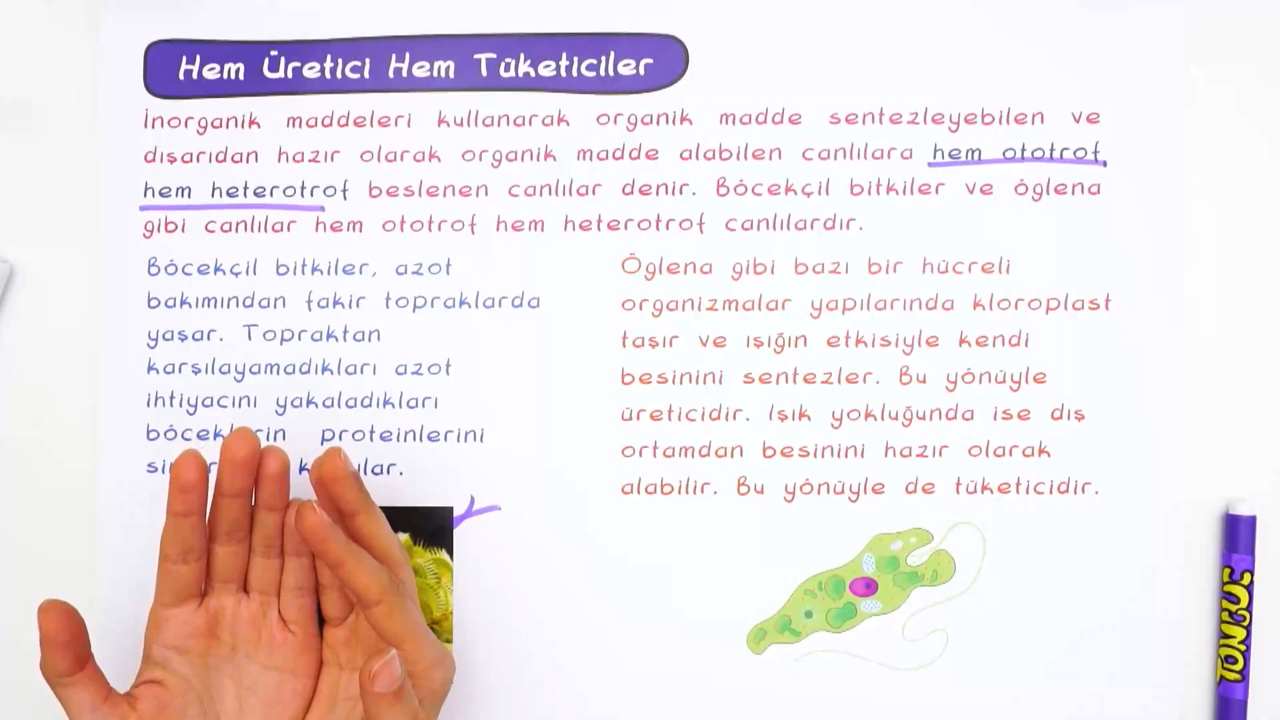 Hem Üretici Hem Tüketiciler
İnorganik maddeleri kullanarak organik madde sentezleyebilen ve
dışarıdan hazır olarak organik madde alabilen canlılara hem ototrof,
hem heterotrof beslenen canlılar denir. Böcekçil bitkiler ve öglena
gibi canlılar hem ototrof hem heterotrof canlılardır.
Böcekçil bitkiler, azot
bakımından fakir topraklarda
yaşar. Topraktan
karşılayamadıkları azot
ihtiyacını yakaladıkları
proteinlerini
Öglena gibi bazı bir hücreli
organizmalar yapılarında kloroplast
taşır ve ışığın etkisiyle kendi
besinini sentezler. Bu yönüyle
üreticidir. Işık yokluğunda ise dış
ortamdan besinini hazır olarak
alabilir. Bu yönüyle de tüketicidir.
TONGUÇ